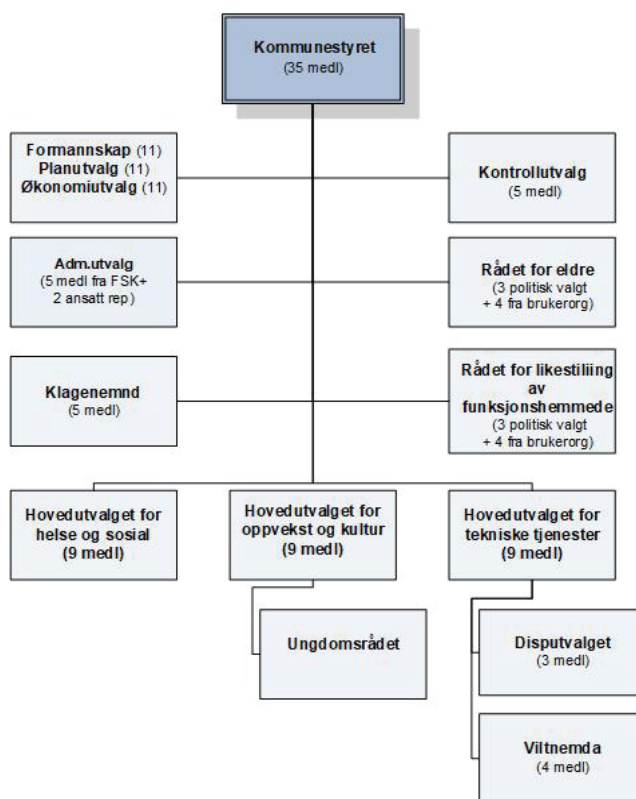 Kommunestyret
(35 medl)
Formannskap (11)
Planutvalg (11)
Økonomiutvalg (11)
Kontrollutvalg
(5 medl)
Adm.utvalg
(5 medl fra FSK+
2 ansatt rep)
Rådet for eldre
(3 politisk valgt
+ 4 fra brukerorg)
Klagenemnd
(5 medl)
Rådet for likestiliing
av
funksjonshemmede
(3 politisk valgt
+ 4 fra brukerorg)
Hovedutvalget for
helse og sosial
(9 medl)
Hovedutvalget for
oppvekst og kultur
(9 medl)
Hovedutvalget for
tekniske tjenester
(9 medl)
Ungdomsrådet
Disputvalget
(3 medl)
Viltnemda
(4 medl)